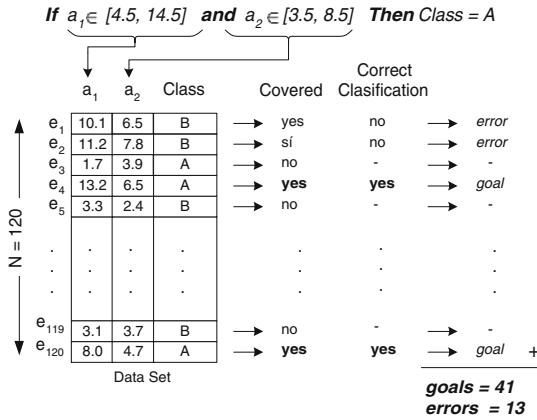 If a1 ∈ [4.5, 14.5] and a2 ∈ [3.5, 8.5] Then Class = A
Correct
a1 a2 Class Covered Clasification
e1 10.1 6.5 B yes no error
e2 11.2 7.8 B sí no error
e3 1.7 3.9 A no - -
e4 13.2 6.5 A yes yes goal
e5 3.3 2.4 B no - -
. . . . . .
. . . . . .
. . . . . .
N = 120
e119 3.1 3.7 B no - -
e120 8.0 4.7 A yes yes goal +
Data Set
goals = 41
errors = 13